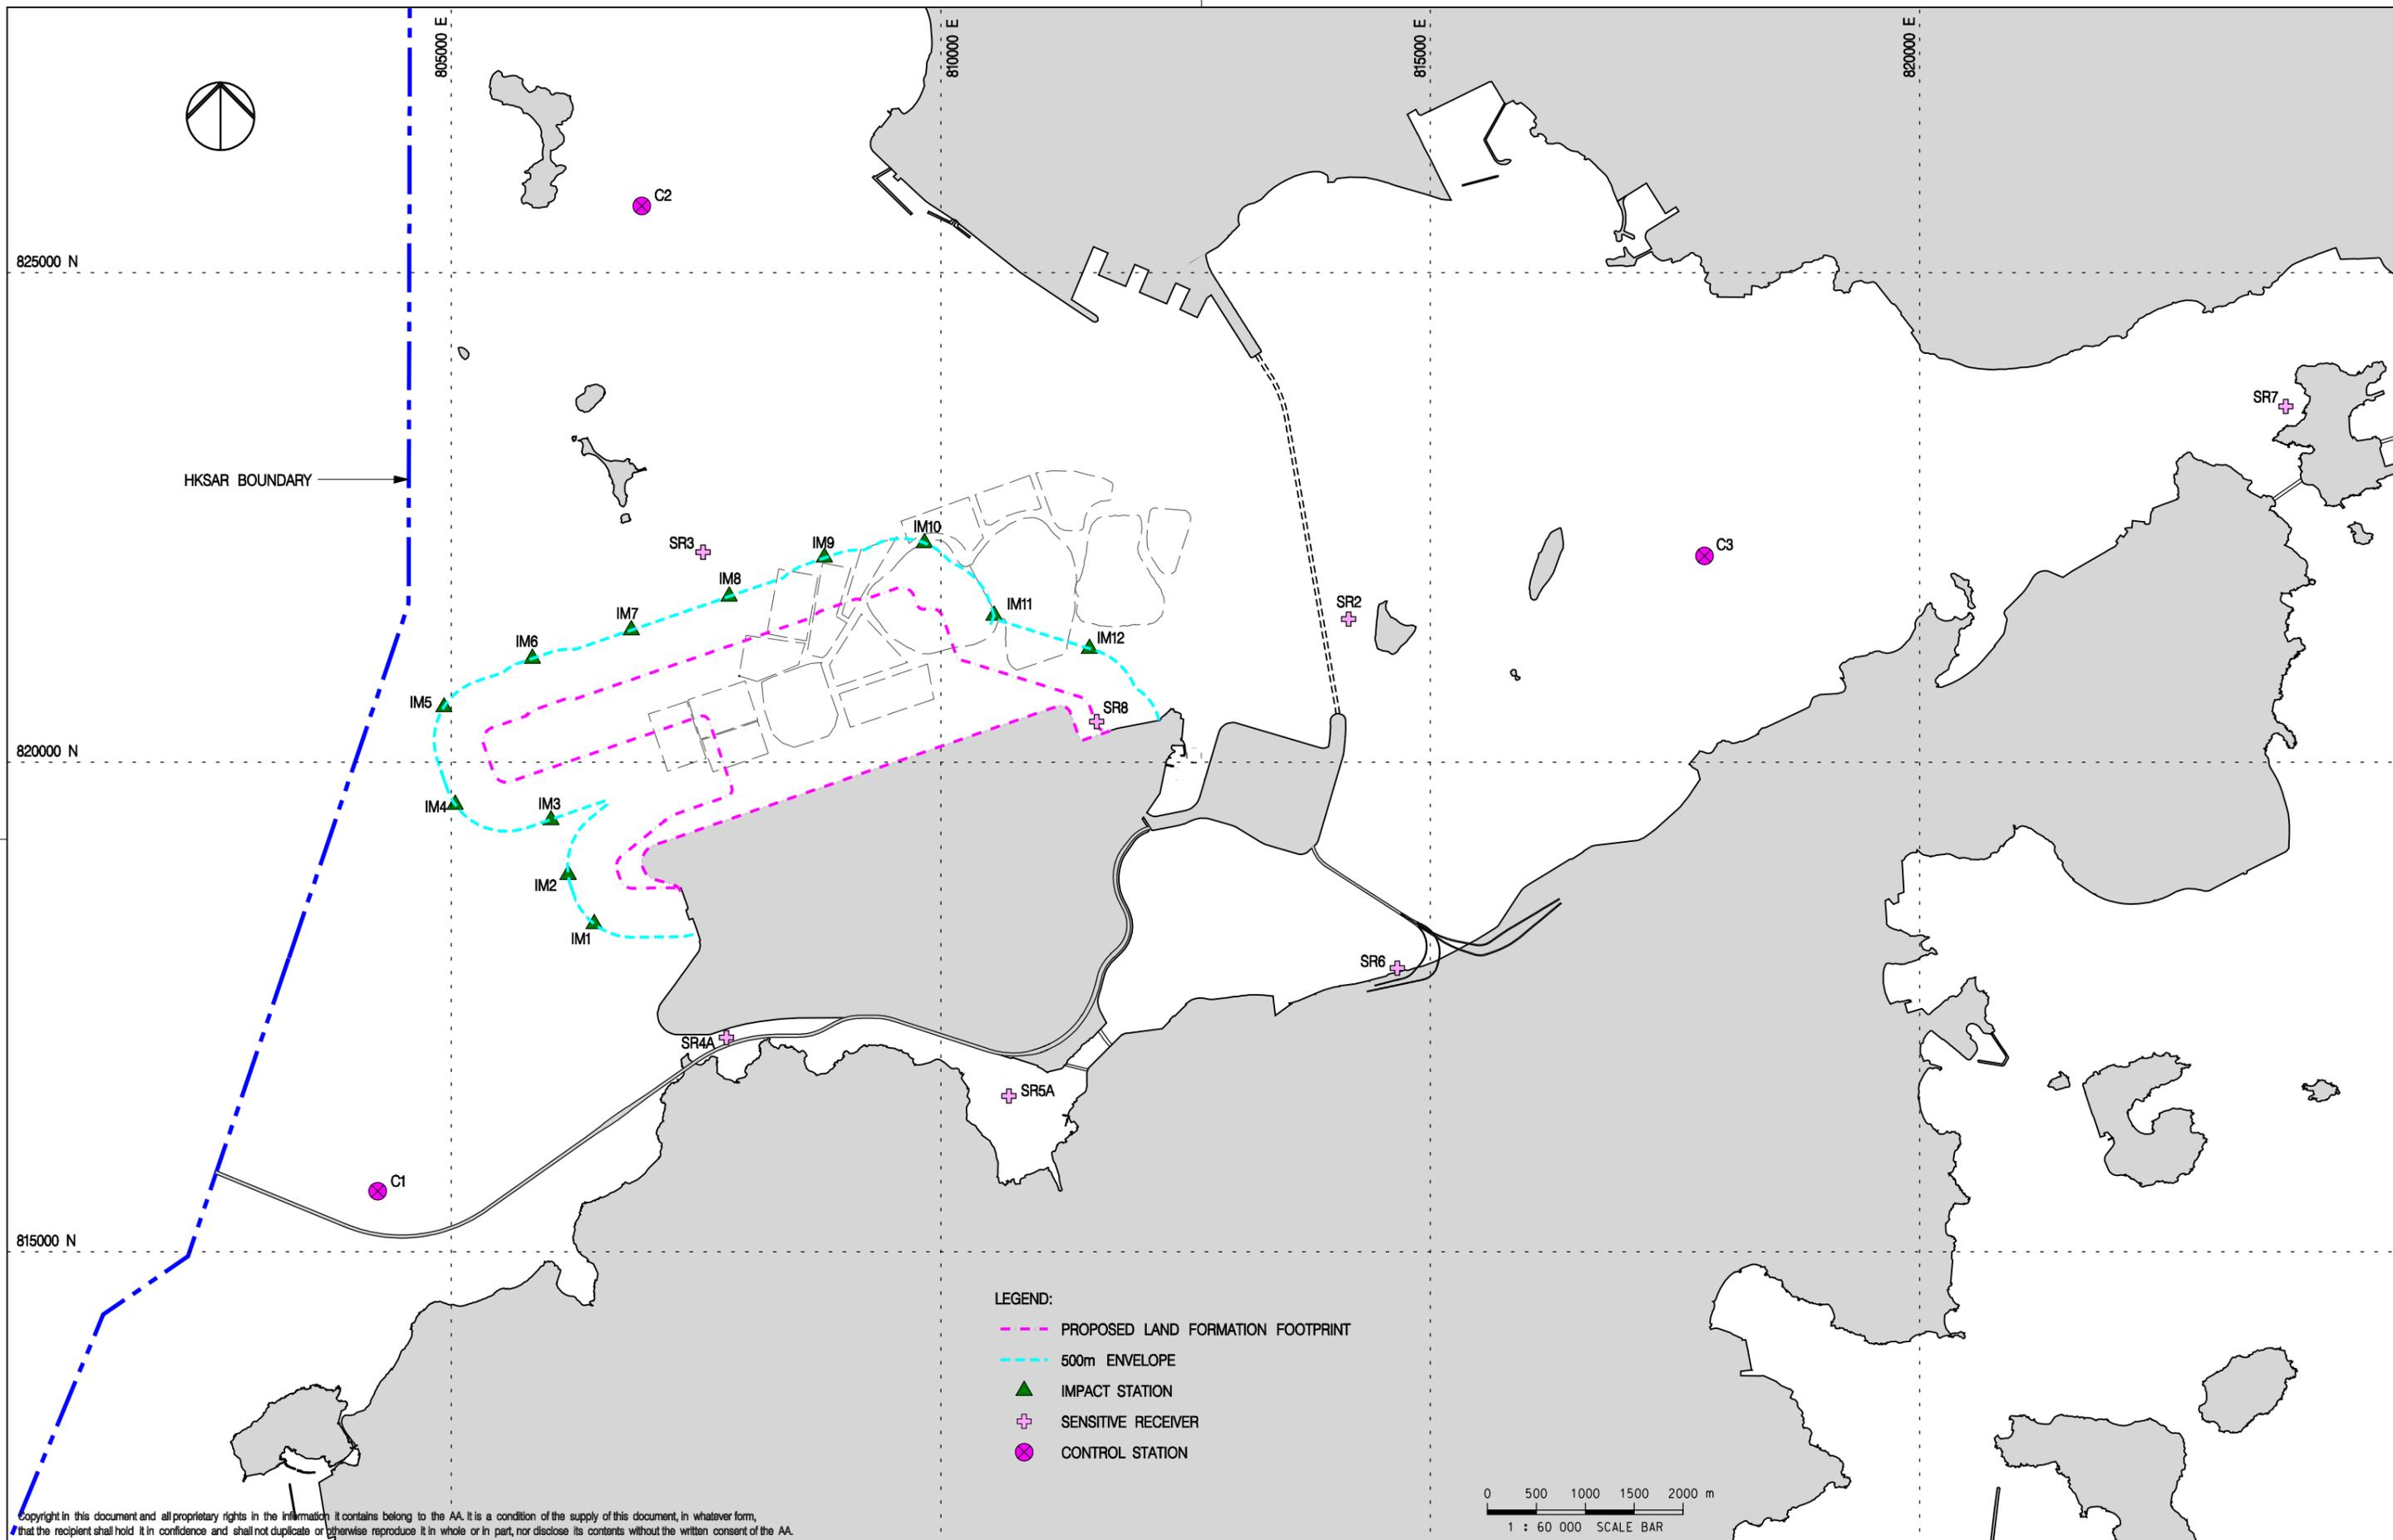 805000 E
810000 E
815000 E
820000 E
C2
825000 N
SR7
HKSAR BOUNDARY
IM10
SR3
IM9
C3
IM8
SR2
IM7
IM11
IM12
IM6
IM5
SR8
820000 N
IM4
IM3
IM2
IM1
SR6
SR4A
SR5A
C1
815000 N
LEGEND:
PROPOSED LAND FORMATION FOOTPRINT
500m ENVELOPE
IMPACT STATION
SENSITIVE RECEIVER
CONTROL STATION
0 500 1000 1500 2000 m
1 : 60 000 SCALE BAR
Copyright in this document and all proprietary rights in the information it contains belong to the AA. It is a condition of the supply of this document, in whatever form,
that the recipient shall hold it in confidence and shall not duplicate or otherwise reproduce it in whole or in part, nor disclose its contents without the written consent of the AA.